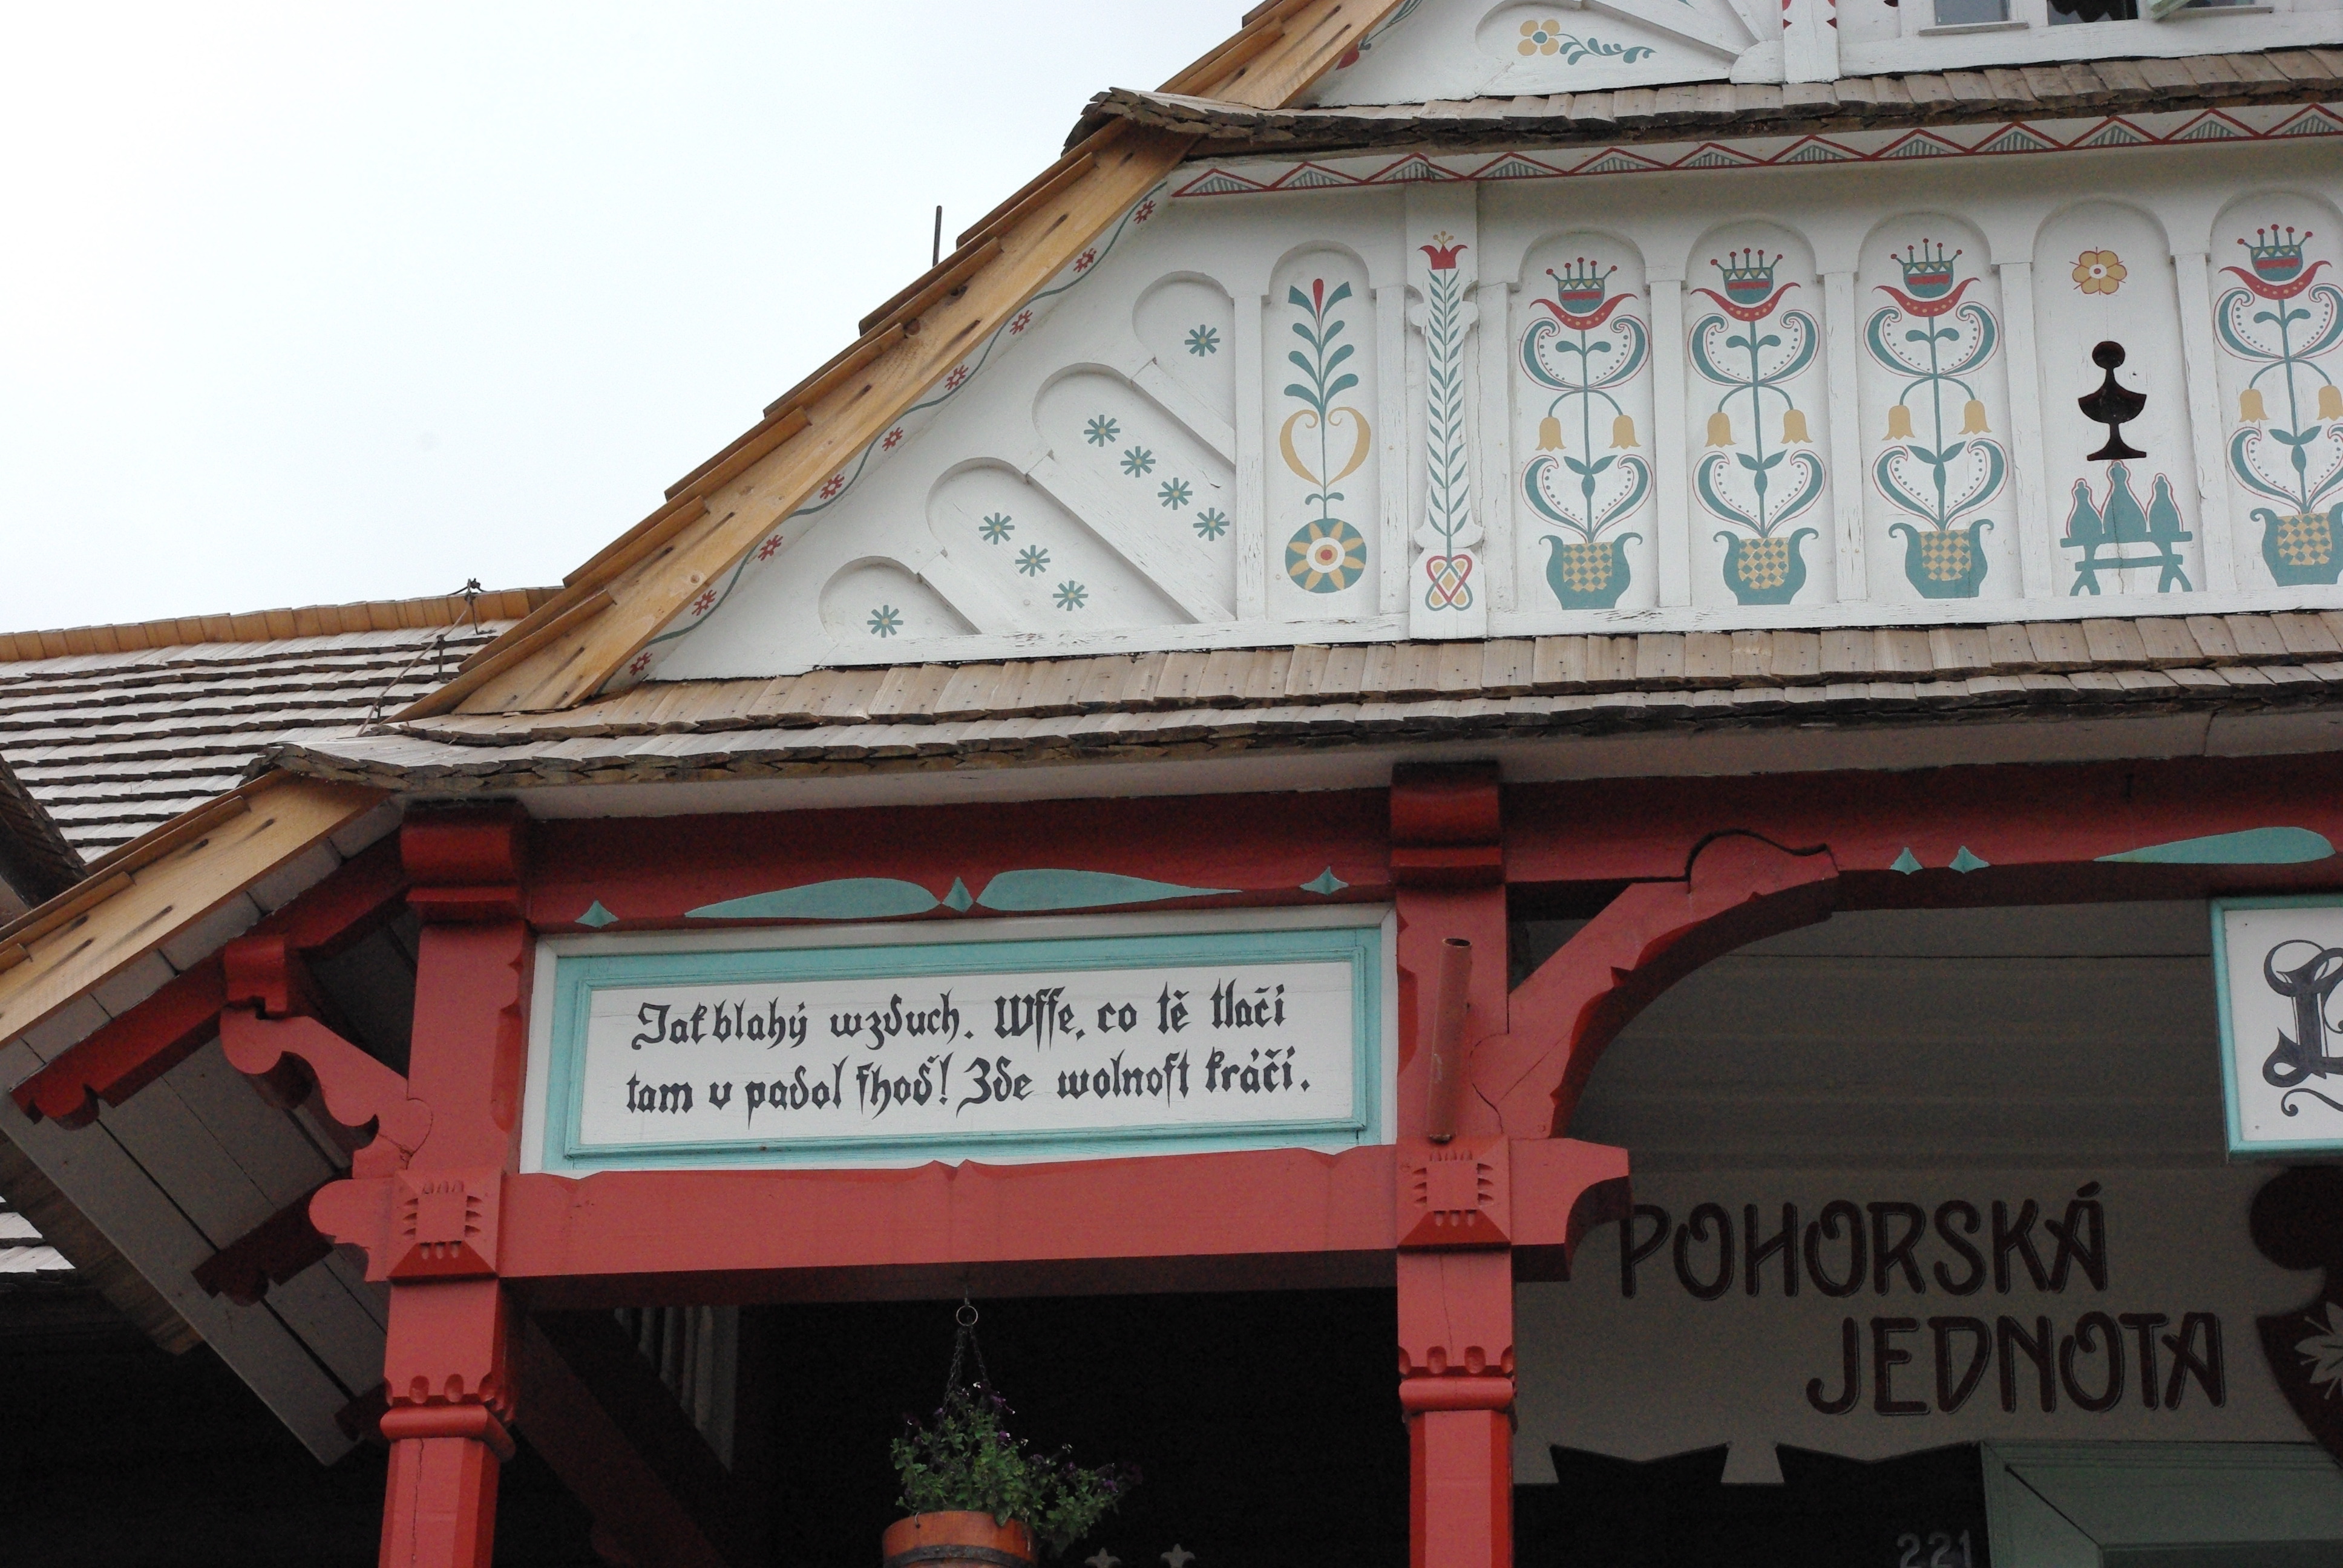 Jak blahý wzduch. Wſſe, co tě tlačí
tam v padol ſhoď! Zde wolnoſt kráčí.
POHORSKÁ
JEDNOTA
221